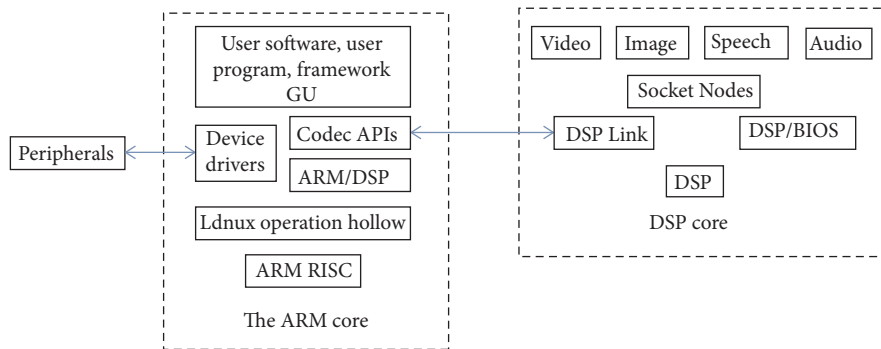 User software, user
program, framework
GU
Peripherals
Device
drivers
Codec APIs
ARM/DSP
Ldnux operation hollow
ARM RISC
The ARM core
Video
Image
Speech
Audio
Socket Nodes
DSP Link
DSP/BIOS
DSP
DSP core